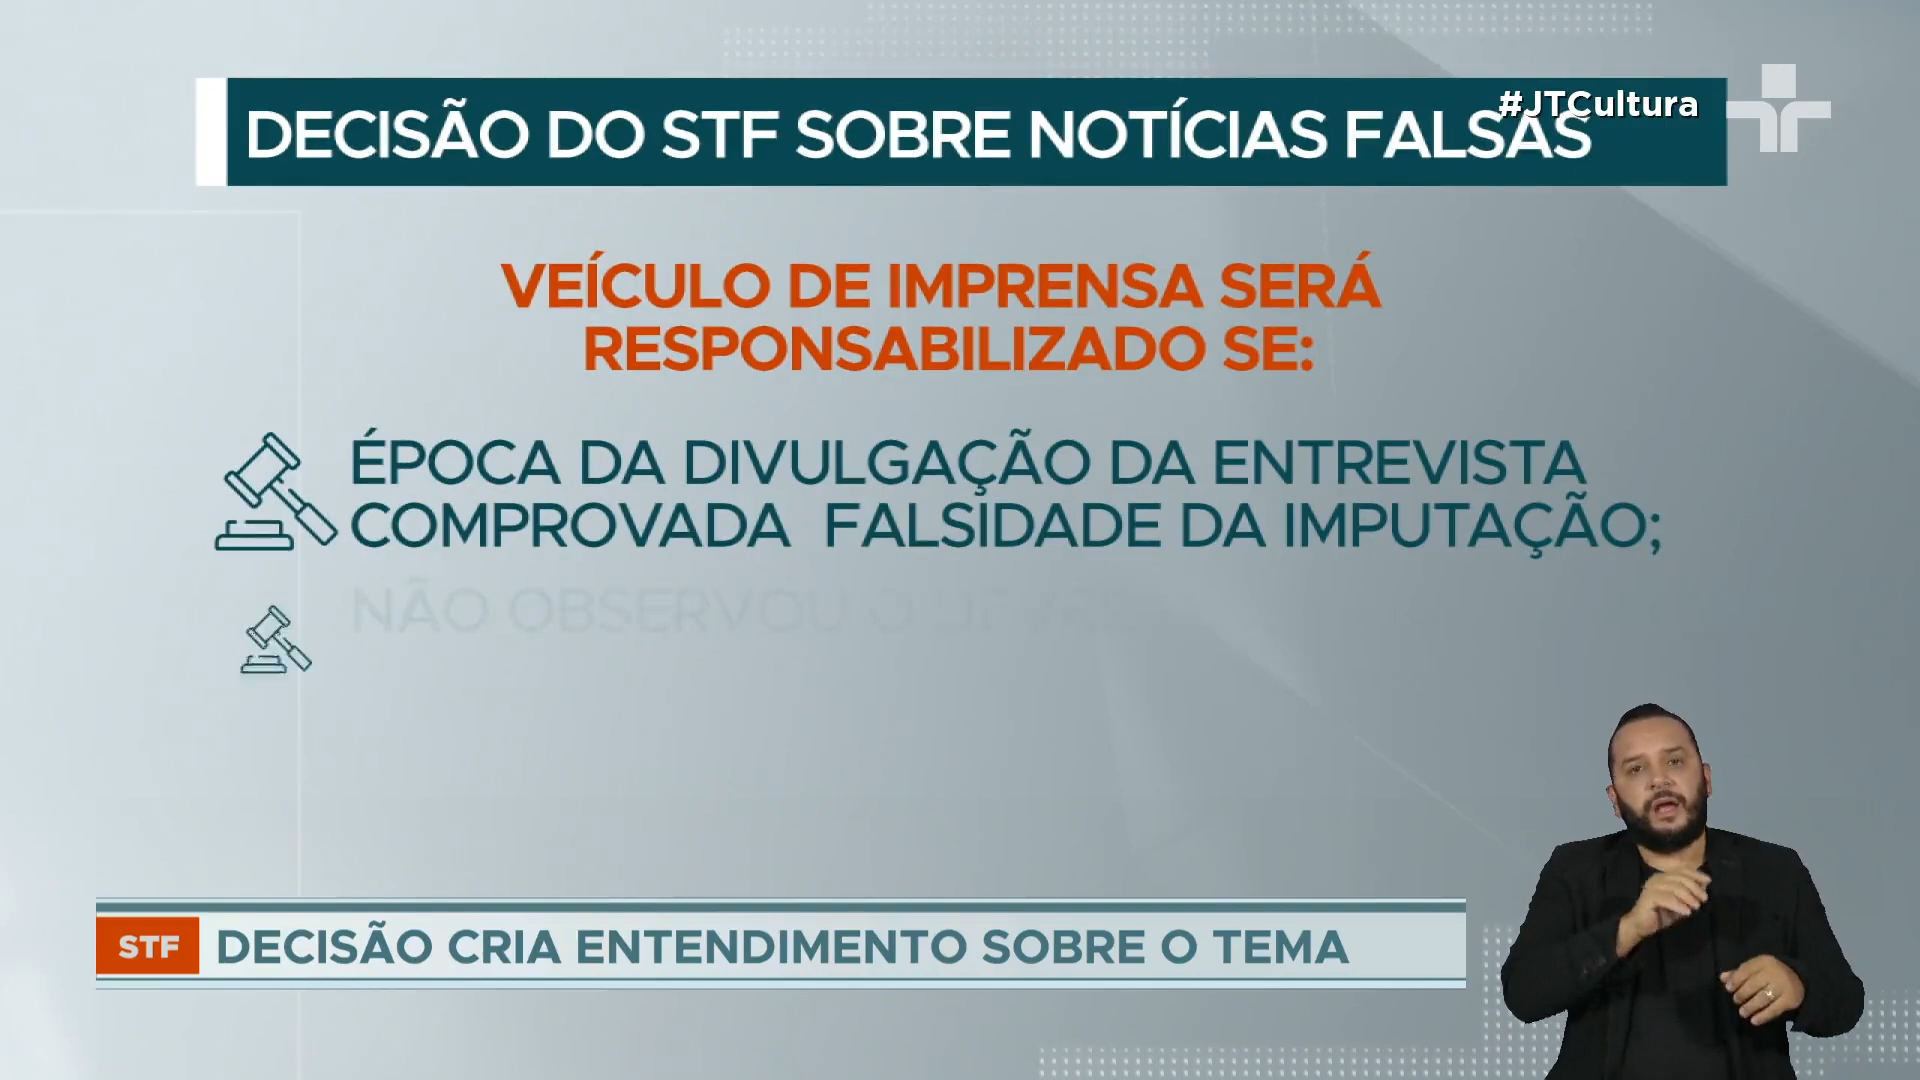 #JTCultura
DECISÃO DO STF SOBRE NOTÍCIAS FALSAS
VEÍCULO DE IMPRENSA SERÁ
RESPONSABILIZADO SE:
ÉPOCA DA DIVULGAÇÃO DA ENTREVISTA
COMPROVADA FALSIDADE DA IMPUTAÇÃO;
NÃO OBSERVOU O
STF
DECISÃO CRIA ENTENDIMENTO SOBRE O TEMA